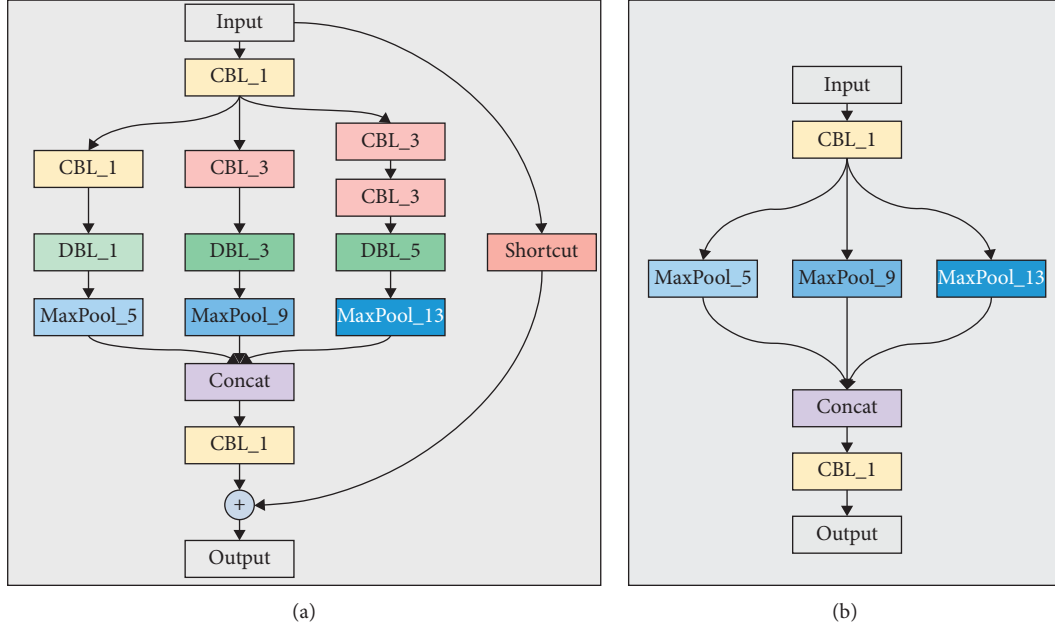 Input
CBL_1
CBL_3
CBL_1
CBL_3
CBL_3
DBL_1
DBL_3
DBL_5
Shortcut
MaxPool_5
MaxPool_9
MaxPool_13
Concat
CBL_1
+
Output
(a)
Input
CBL_1
MaxPool_5
MaxPool_9
MaxPool_13
Concat
CBL_1
Output
(b)